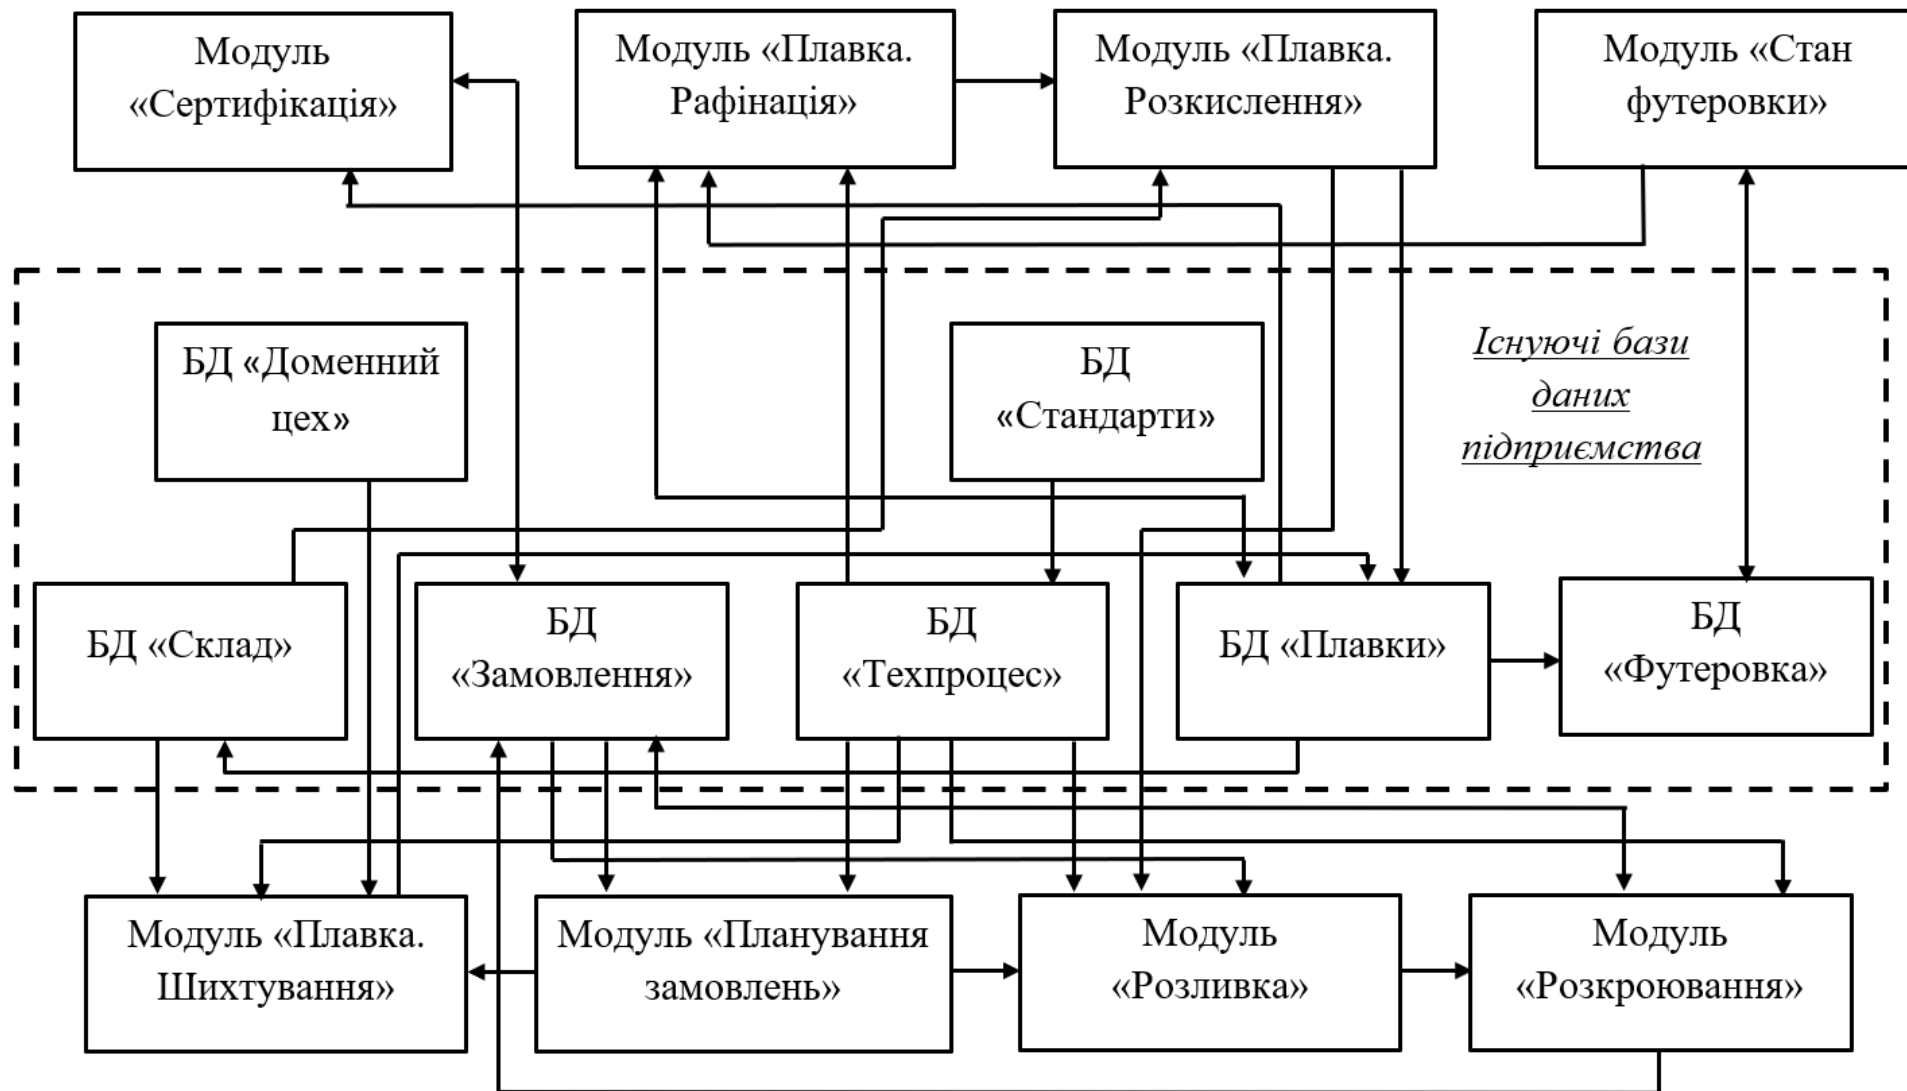 Модуль
«Сертифікація»
Модуль «Плавка.
Рафінація»
Модуль «Плавка.
Розкислення»
Модуль «Стан
футеровки»
БД «Доменний
цех»
БД
«Стандарти»
Існуючі бази
даних
підприємства
БД «Склад»
БД
«Замовлення»
БД
«Техпроцес»
БД «Плавки»
БД
«Футеровка»
Модуль «Плавка.
Шихтування»
Модуль «Планування
замовлень»
Модуль
«Розливка»
Модуль
«Розкроювання»